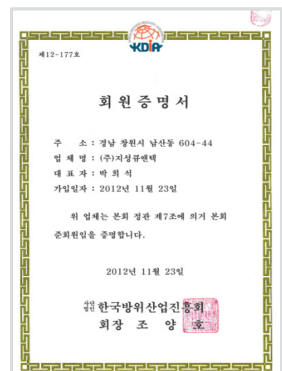 KDIA
제12-177호
회원증명서
주 소 : 경남 창원시 남산동 604-44
업 체 명 : (주)지성큐앤텍
대 표 자 : 박 희 석
가입일자 : 2012년 11월 23일
위 업체는 본회 정관 제7조에 의거 본회
준회원임을 증명합니다.
2012년 11월 23일
사단법인 한국방위산업진흥회
회장 조 양 호